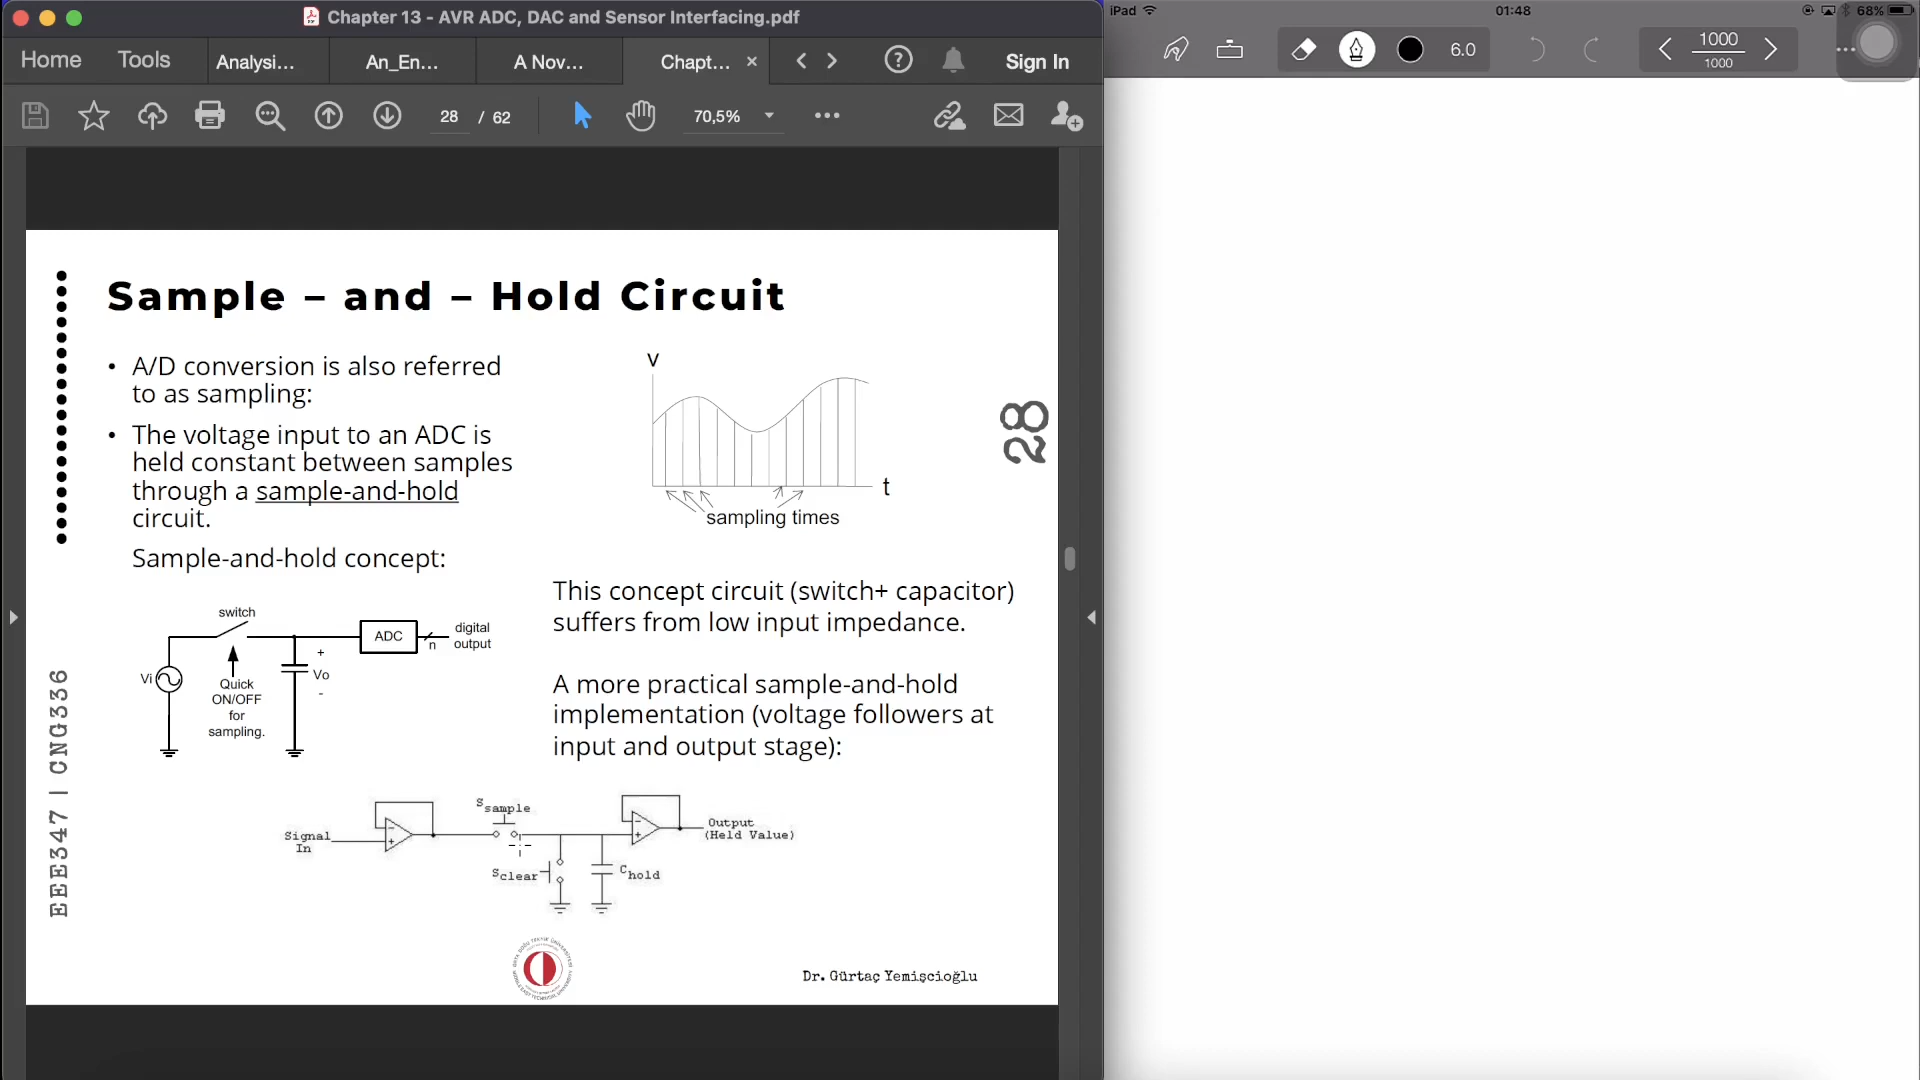 Chapter 13 - AVR ADC, DAC and Sensor Interfacing.pdf
Home Tools Analysi... An_En... A Nov... Chapt... × ? Sign In
28 / 62 70,5%
iPad 01:48 68%
6.0 1000
1000
Sample – and – Hold Circuit
• A/D conversion is also referred
to as sampling:
• The voltage input to an ADC is
held constant between samples
through a sample-and-hold
circuit.
Sample-and-hold concept:
v
t
sampling times
28
switch
ADC
n
digital
output
Vi
+
Vo
-
Quick
ON/OFF
for
sampling.
This concept circuit (switch+ capacitor)
suffers from low input impedance.
A more practical sample-and-hold
implementation (voltage followers at
input and output stage):
Signal
In
-
+
Ssample
Sclear
Chold
-
+
Output
(Held Value)
EEE347 | CNG336
Dr. Gürtaç Yemişcioğlu